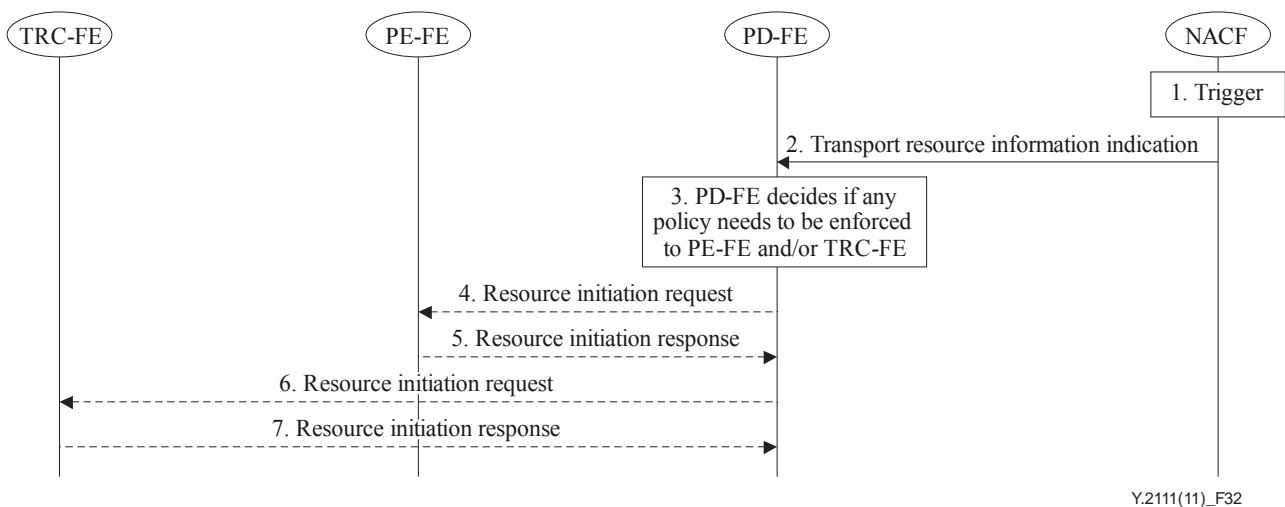 TRC-FE PE-FE PD-FE NACF
1. Trigger
2. Transport resource information indication
3. PD-FE decides if any
policy needs to be enforced
to PE-FE and/or TRC-FE
4. Resource initiation request
5. Resource initiation response
6. Resource initiation request
7. Resource initiation response
Y.2111(11)_F32